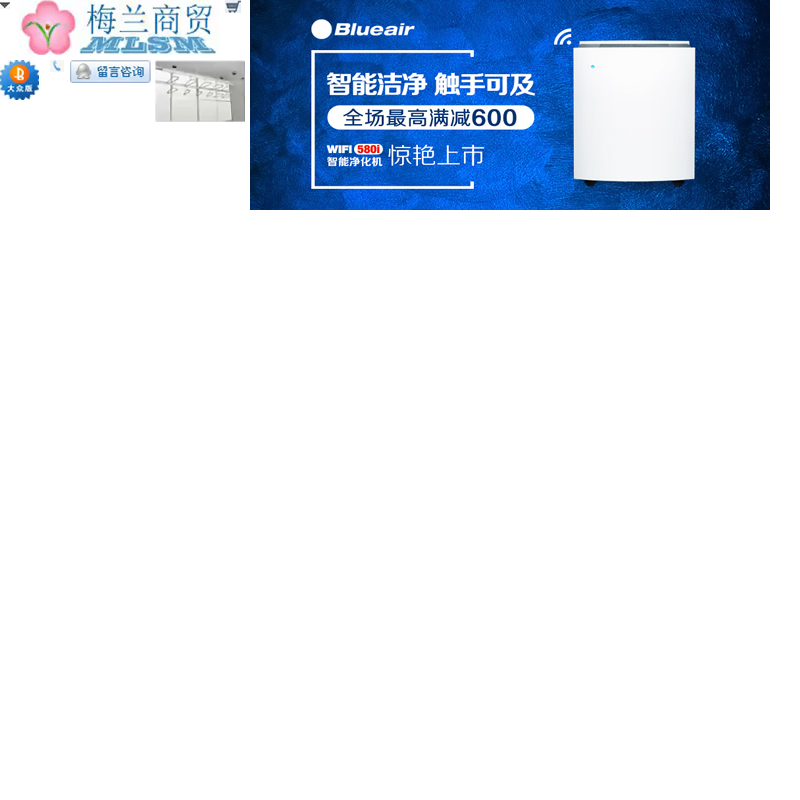 梅兰商贸
MLSM
大众版
留言咨询
Blueair
智能洁净 触手可及
全场最高满减600
WIFI 580i
智能净化机
惊艳上市